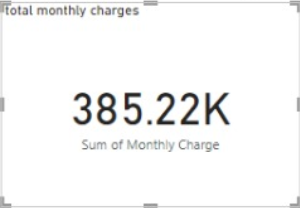 total monthly charges
385.22K
Sum of Monthly Charge